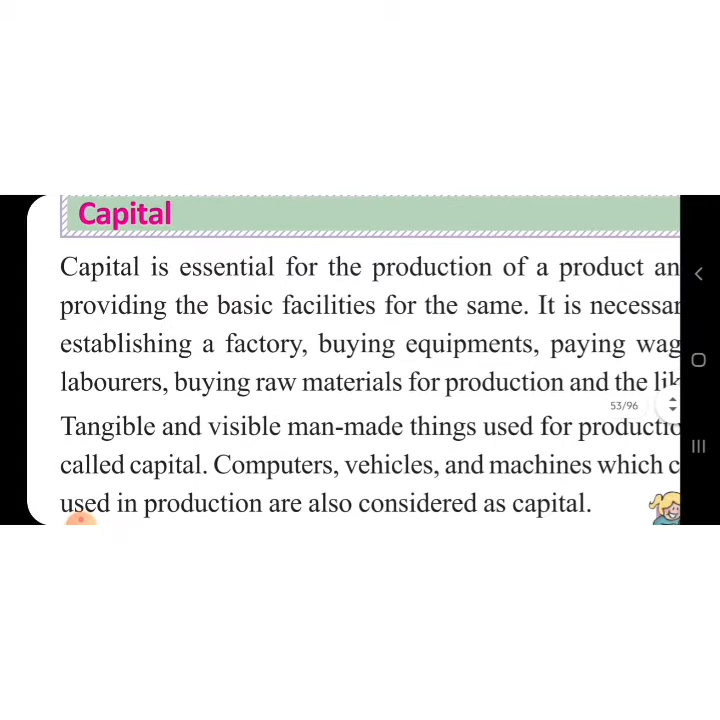 Capital
Capital is essential for the production of a product an
providing the basic facilities for the same. It is necessar
establishing a factory, buying equipments, paying wag
labourers, buying raw materials for production and the lik
53/96
Tangible and visible man-made things used for productio
called capital. Computers, vehicles, and machines which c
used in production are also considered as capital.